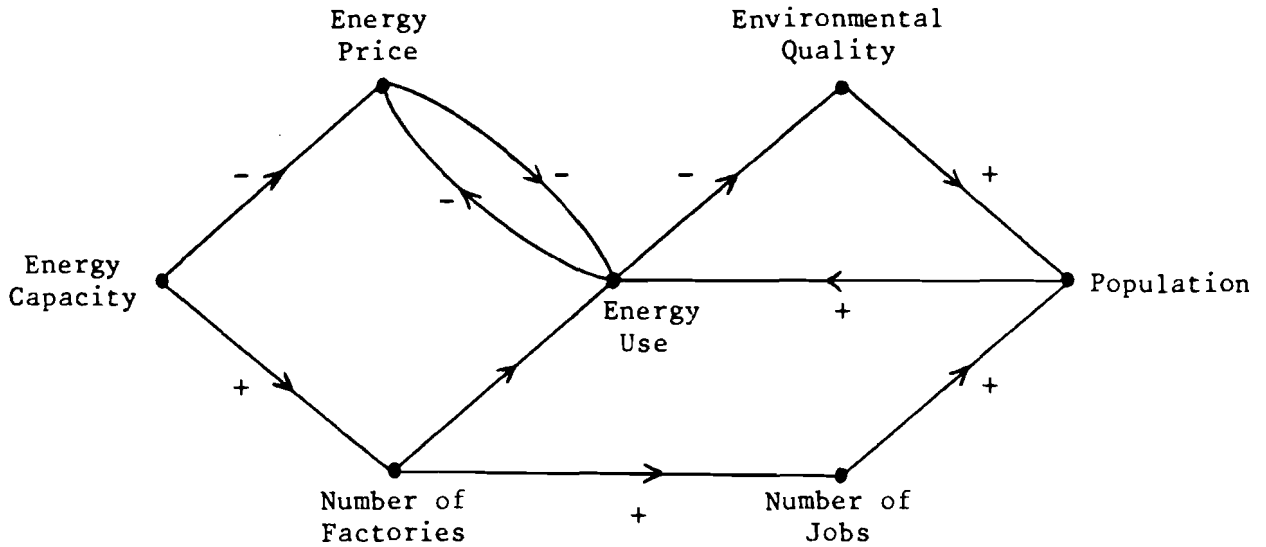 Energy
Price
Environmental
Quality
-
-
-
+
-
Energy
Capacity
Population
Energy
Use
+
+
+
Number of
Factories
+
Number of
Jobs